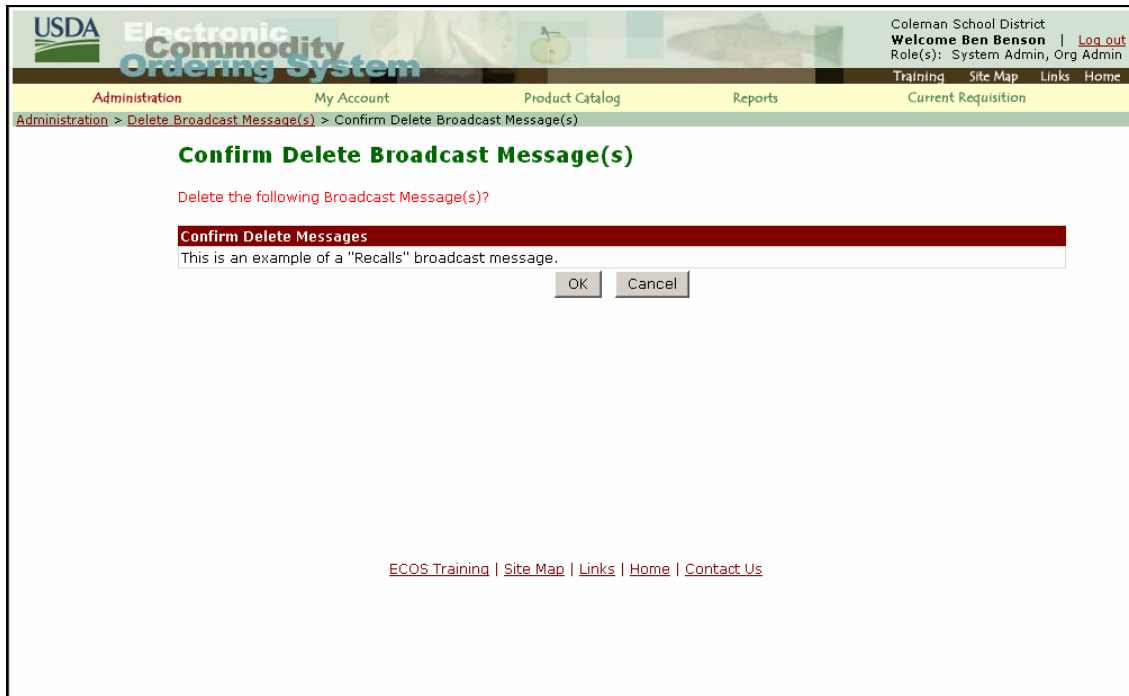 USDA
Electronic
Commodity
Ordering System
Coleman School District
Welcome Ben Benson | Log out
Role(s): System Admin, Org Admin
Training Site Map Links Home
Administration My Account Product Catalog Reports Current Requisition
Administration > Delete Broadcast Message(s) > Confirm Delete Broadcast Message(s)
Confirm Delete Broadcast Message(s)
Delete the following Broadcast Message(s)?
Confirm Delete Messages
This is an example of a "Recalls" broadcast message.
OK Cancel
ECOS Training | Site Map | Links | Home | Contact Us